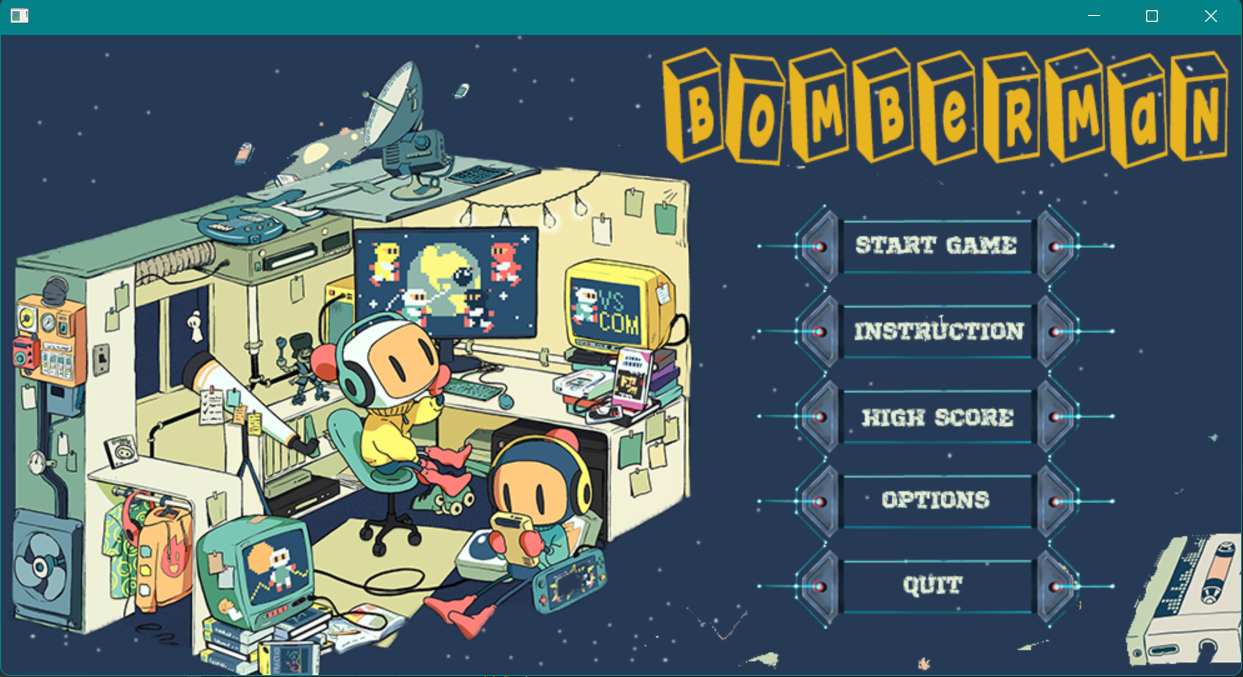 BOMBeRMaN
START GAME
INSTRUCTION
HIGH SCORE
OPTIONS
QUIT
VS
COM